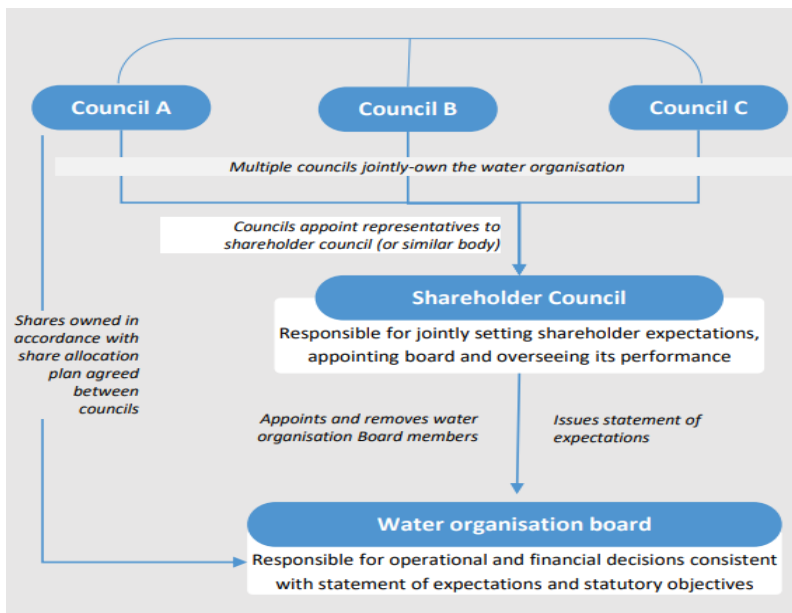 Council A
Council B
Council C
Multiple councils jointly-own the water organisation
Councils appoint representatives to
shareholder council (or similar body)
Shareholder Council
Responsible for jointly setting shareholder expectations,
appointing board and overseeing its performance
Shares owned in
accordance with
share allocation
plan agreed
between
councils
Appoints and removes water
organisation Board members
Issues statement of
expectations
Water organisation board
Responsible for operational and financial decisions consistent
with statement of expectations and statutory objectives